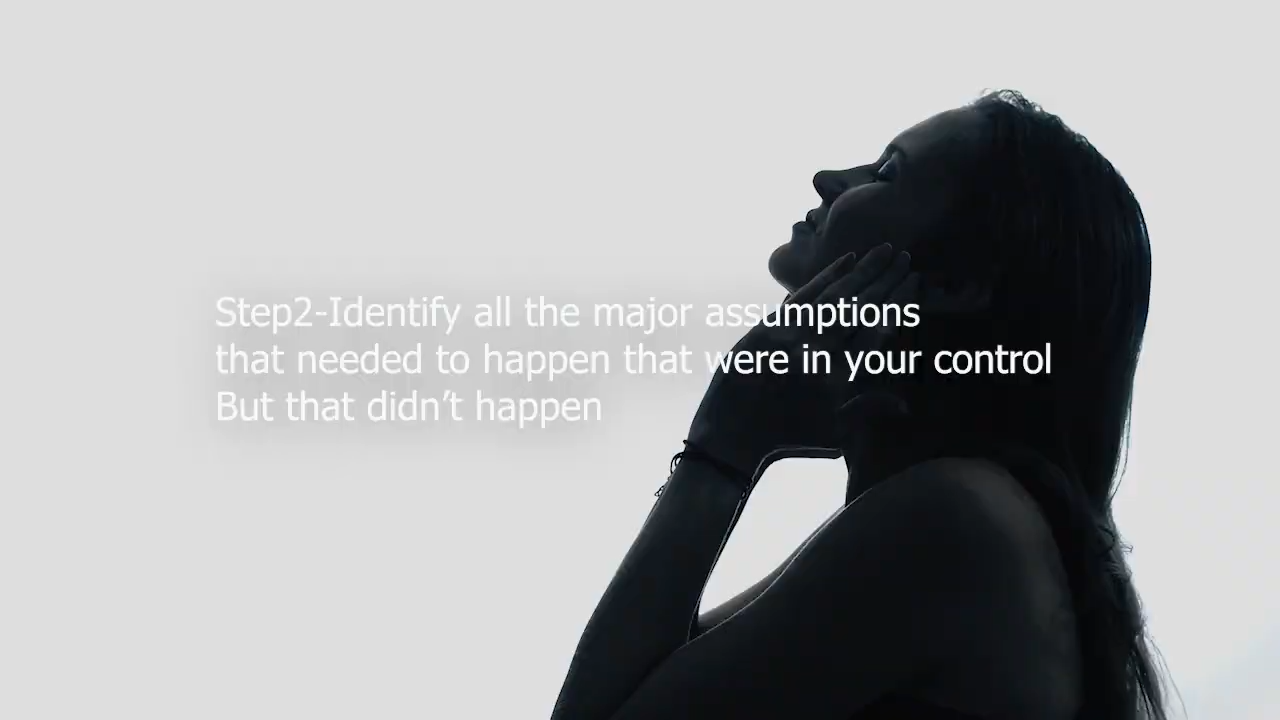 Step2-Identify all the major assumptions
that needed to happen that were in your control
But that didn’t happen